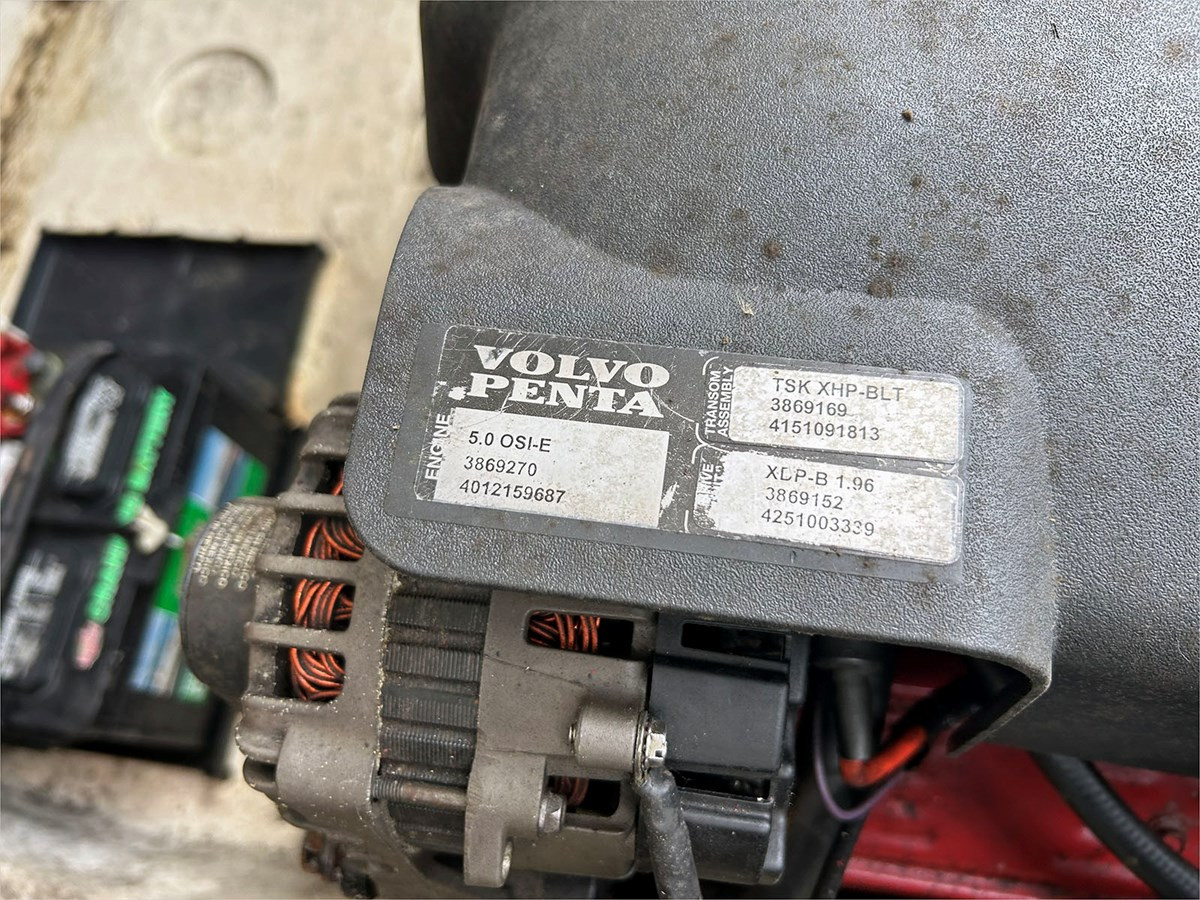 VOLVO
PENTA
ENGINE
5.0 OSI-E
3869270
4012159687
TRANSOM
ASSEMBLY
TSK XHP-BLT
3869169
4151091813
XDP-B 1.96
3869152
4251003339